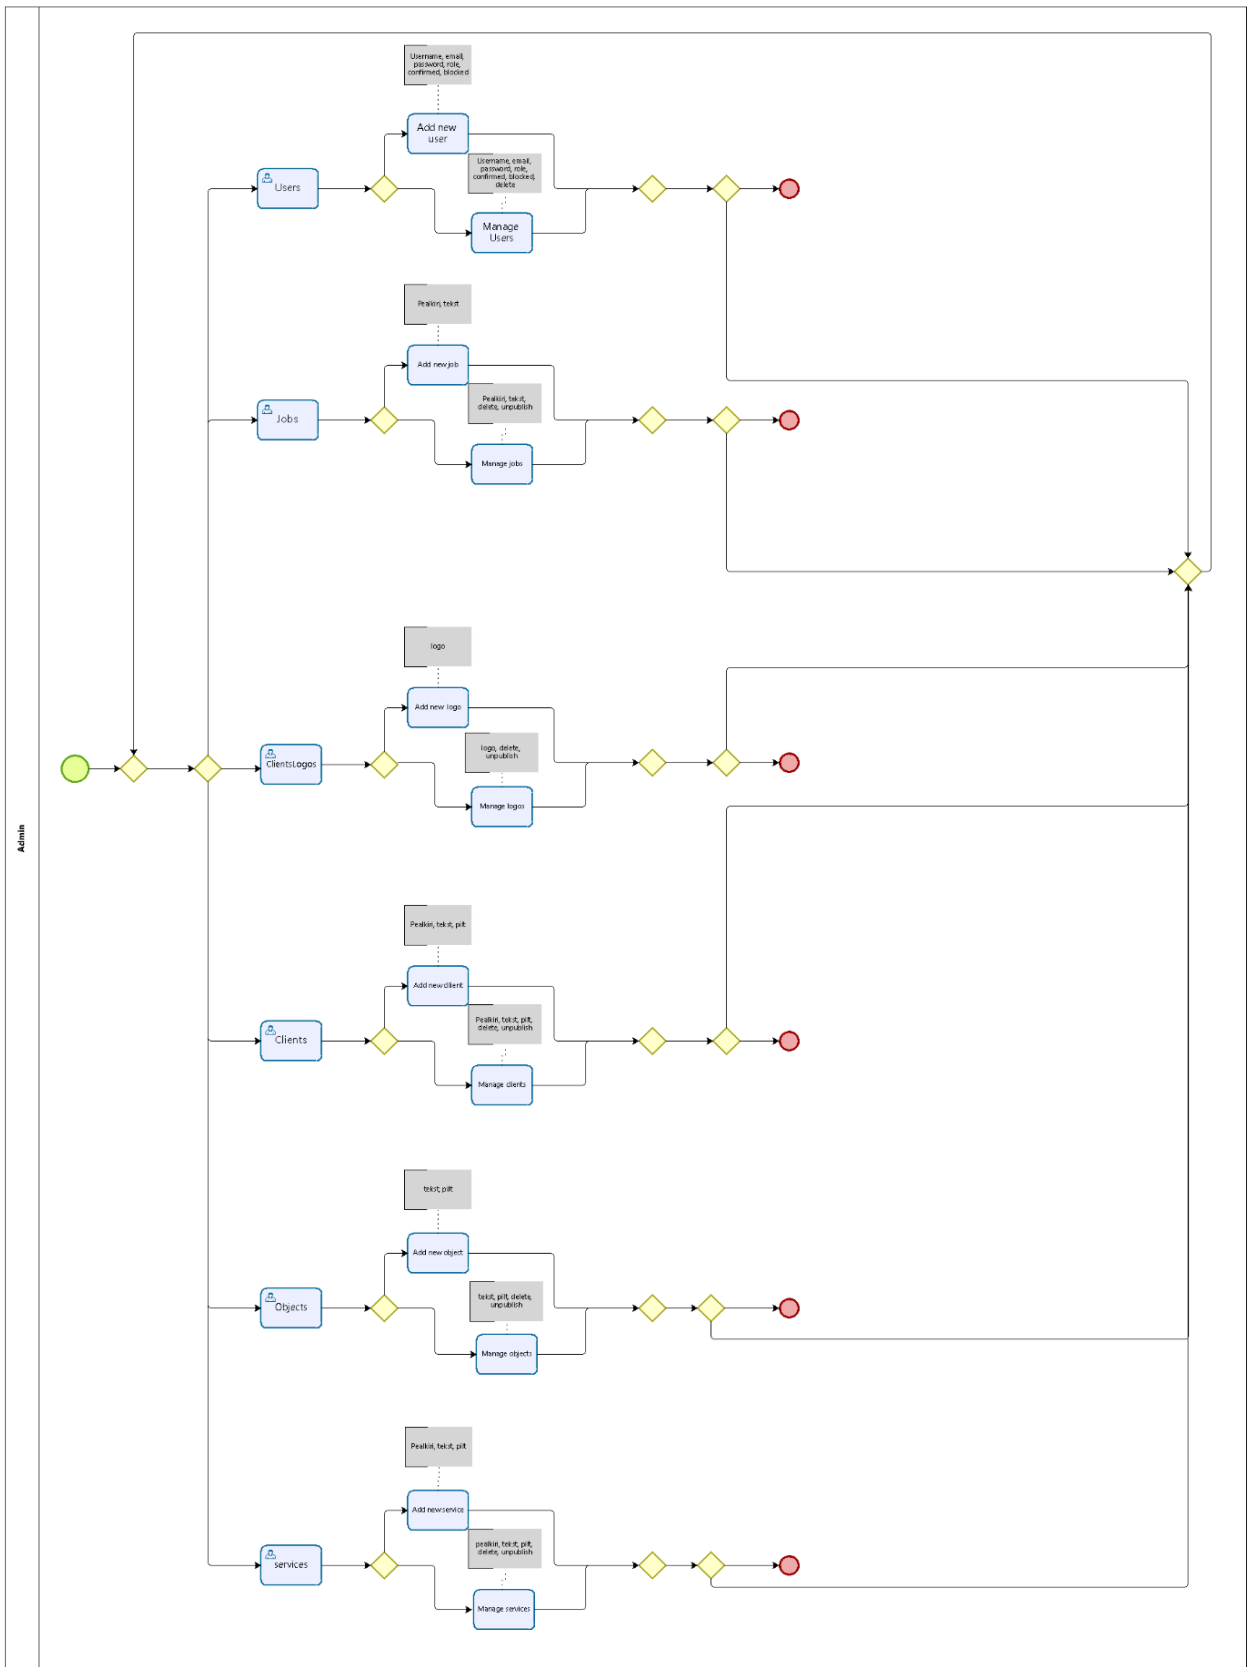 Admin
Username, email,
password, role,
confirmed, blocked
Add new
user
Username, email,
password, role,
confirmed, blocked,
delete
Users
Manage
Users
Pealkiri, tekst
Add new job
Pealkiri, tekst,
delete, unpublish
Jobs
Manage jobs
logo
Add new logo
logo, delete,
unpublish
ClientsLogos
Manage logos
Pealkiri, tekst, pilt
Add new client
Pealkiri, tekst, pilt,
delete, unpublish
Clients
Manage clients
tekst, pilt
Add new object
tekst, pilt, delete,
unpublish
Objects
Manage objects
Pealkiri, tekst, pilt
Add new service
pealkiri, tekst, pilt,
delete, unpublish
services
Manage services